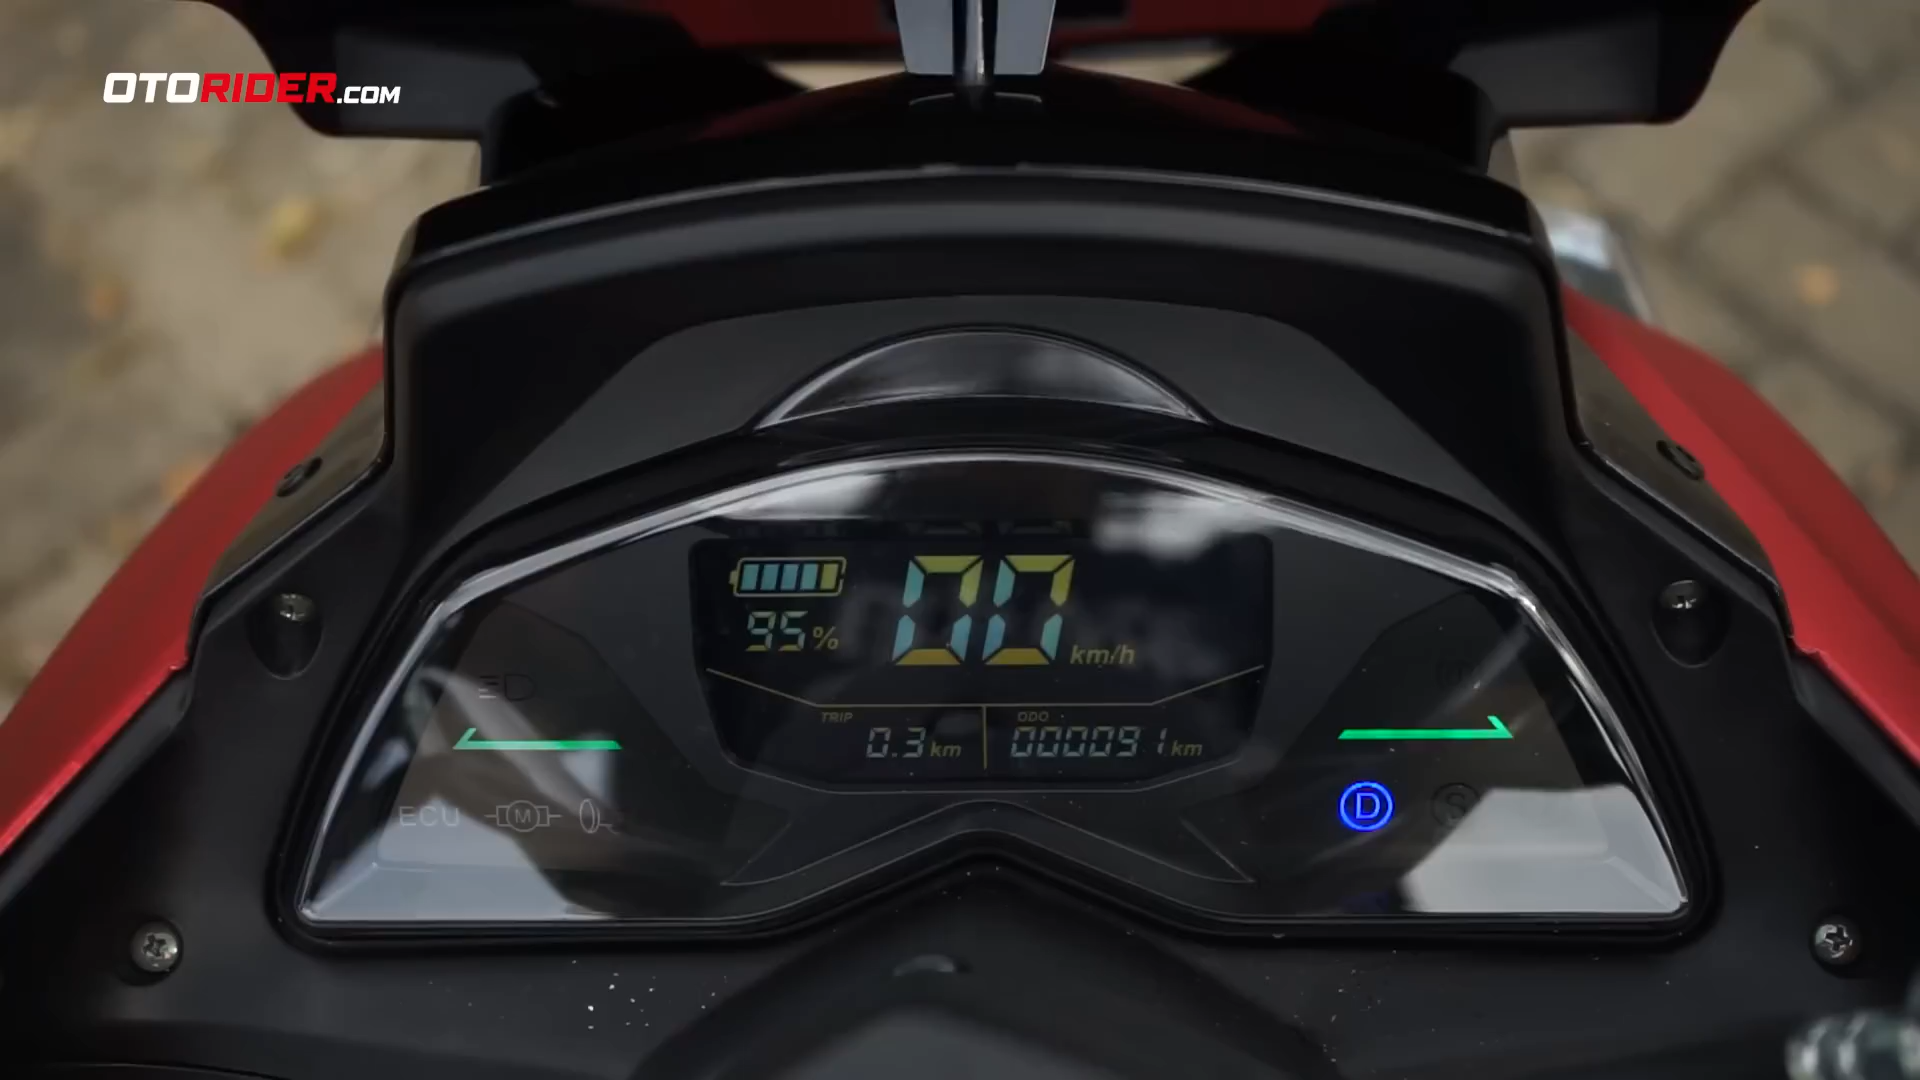 OTORIDER.COM
95% 00 km/h
TRIP ODO
0.3 km 000091 km
ECU M D S